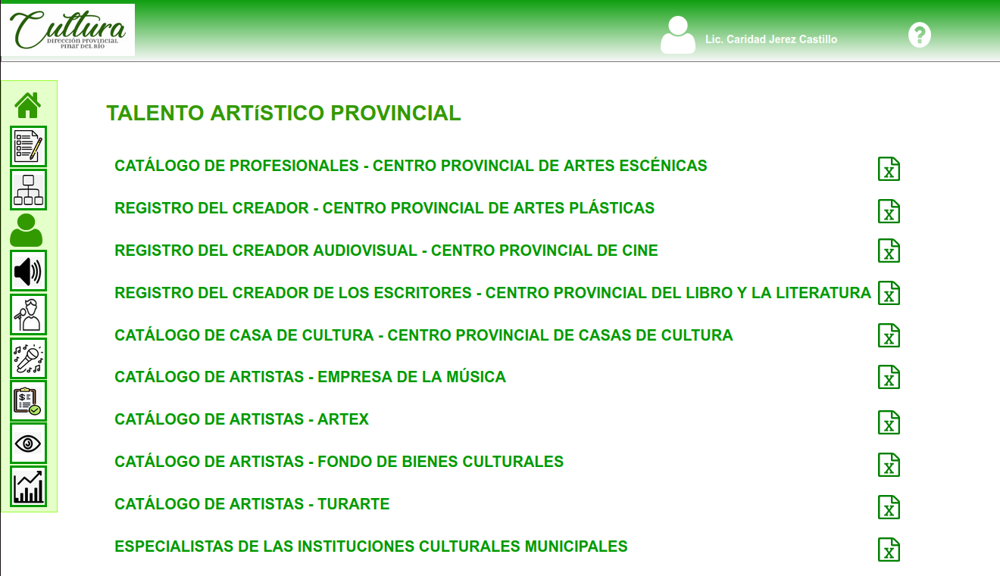 Cultura
DIRECCIÓN PROVINCIAL
PINAR DEL RÍO
Lic. Caridad Jerez Castillo
?
TALENTO ARTíSTICO PROVINCIAL
CATÁLOGO DE PROFESIONALES - CENTRO PROVINCIAL DE ARTES ESCÉNICAS
REGISTRO DEL CREADOR - CENTRO PROVINCIAL DE ARTES PLÁSTICAS
REGISTRO DEL CREADOR AUDIOVISUAL - CENTRO PROVINCIAL DE CINE
REGISTRO DEL CREADOR DE LOS ESCRITORES - CENTRO PROVINCIAL DEL LIBRO Y LA LITERATURA
CATÁLOGO DE CASA DE CULTURA - CENTRO PROVINCIAL DE CASAS DE CULTURA
CATÁLOGO DE ARTISTAS - EMPRESA DE LA MÚSICA
CATÁLOGO DE ARTISTAS - ARTEX
CATÁLOGO DE ARTISTAS - FONDO DE BIENES CULTURALES
CATÁLOGO DE ARTISTAS - TURARTE
ESPECIALISTAS DE LAS INSTITUCIONES CULTURALES MUNICIPALES